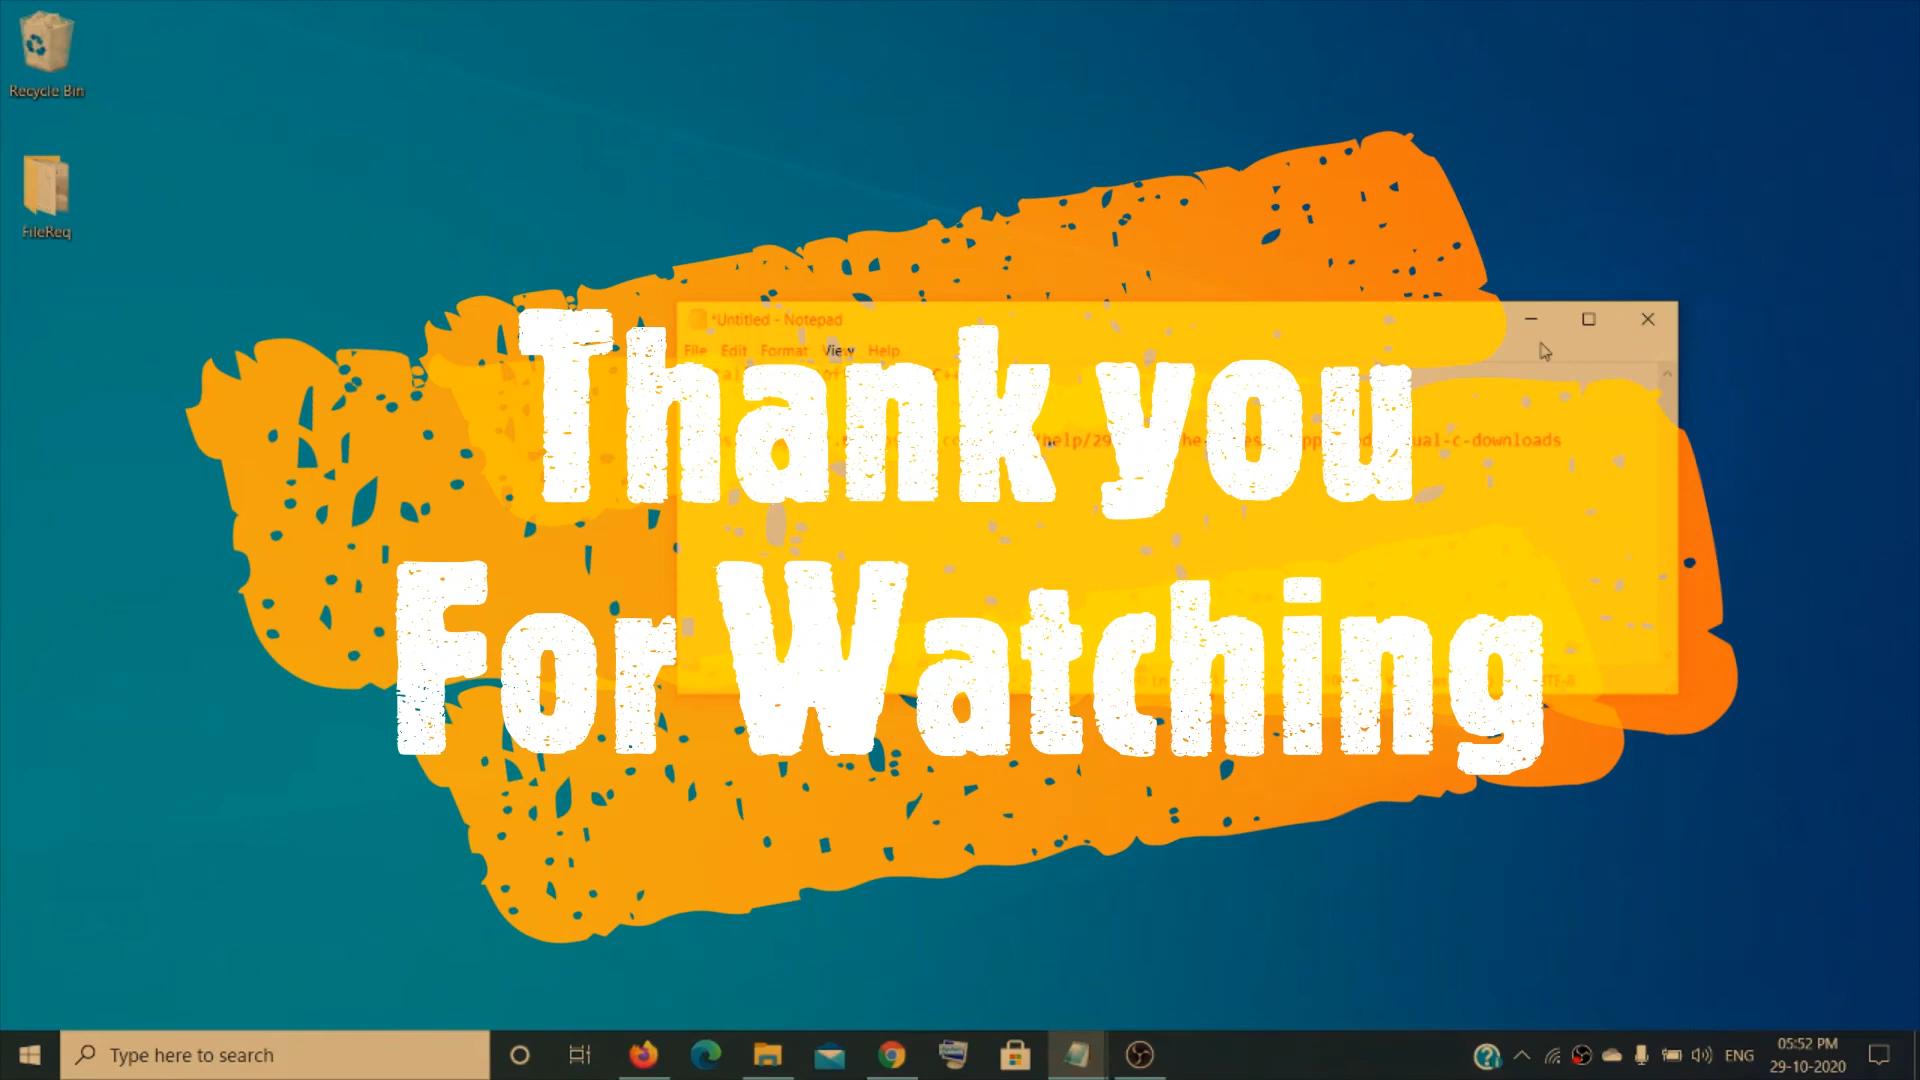 Recycle Bin
FileReq
*Untitled - Notepad
File Edit Format View Help
ual-c-downloads
Thank you
For Watching
Type here to search
ENG
05:52 PM
29-10-2020